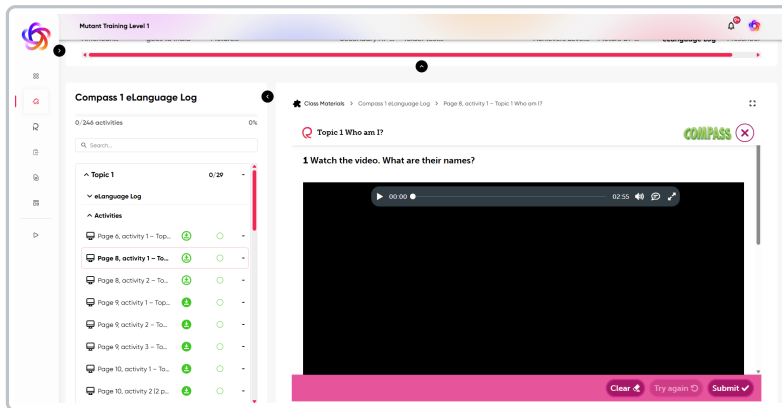 Mutant Training Level 1
eLanguage Log
Compass 1 eLanguage Log
0/246 activities 0%
Search...
Topic 1 0/29 -
eLanguage Log
Activities
Page 6, activity 1 – Top... -
Page 8, activity 1 – To... -
Page 8, activity 2 – To... -
Page 9, activity 1 – Top... -
Page 9, activity 2 – To... -
Page 9, activity 3 – To... -
Page 10, activity 1 – To... -
Page 10, activity 2 (2 p... -
Class Materials > Compass 1 eLanguage Log > Page 8, activity 1 – Topic 1 Who am I?
Topic 1 Who am I?
COMPASS
1 Watch the video. What are their names?
00:00 02:55
Clear Try again Submit